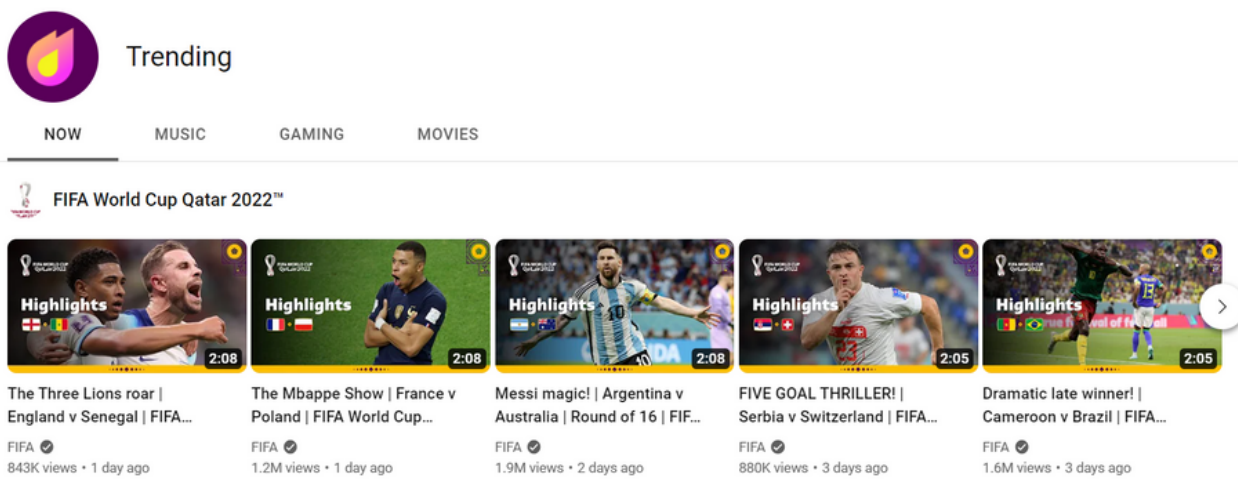 Trending
NOW MUSIC GAMING MOVIES
FIFA World Cup Qatar 2022™
Highlights Highlights Highlights Highlights Highlights
10
2:08 2:08 2:08 2:05 2:05
The Three Lions roar |
England v Senegal | FIFA...
FIFA
843K views • 1 day ago
The Mbappe Show | France v
Poland | FIFA World Cup...
FIFA
1.2M views • 1 day ago
Messi magic! | Argentina v
Australia | Round of 16 | FIF...
FIFA
1.9M views • 2 days ago
FIVE GOAL THRILLER! |
Serbia v Switzerland | FIFA...
FIFA
880K views • 3 days ago
Dramatic late winner! |
Cameroon v Brazil | FIFA...
FIFA
1.6M views • 3 days ago